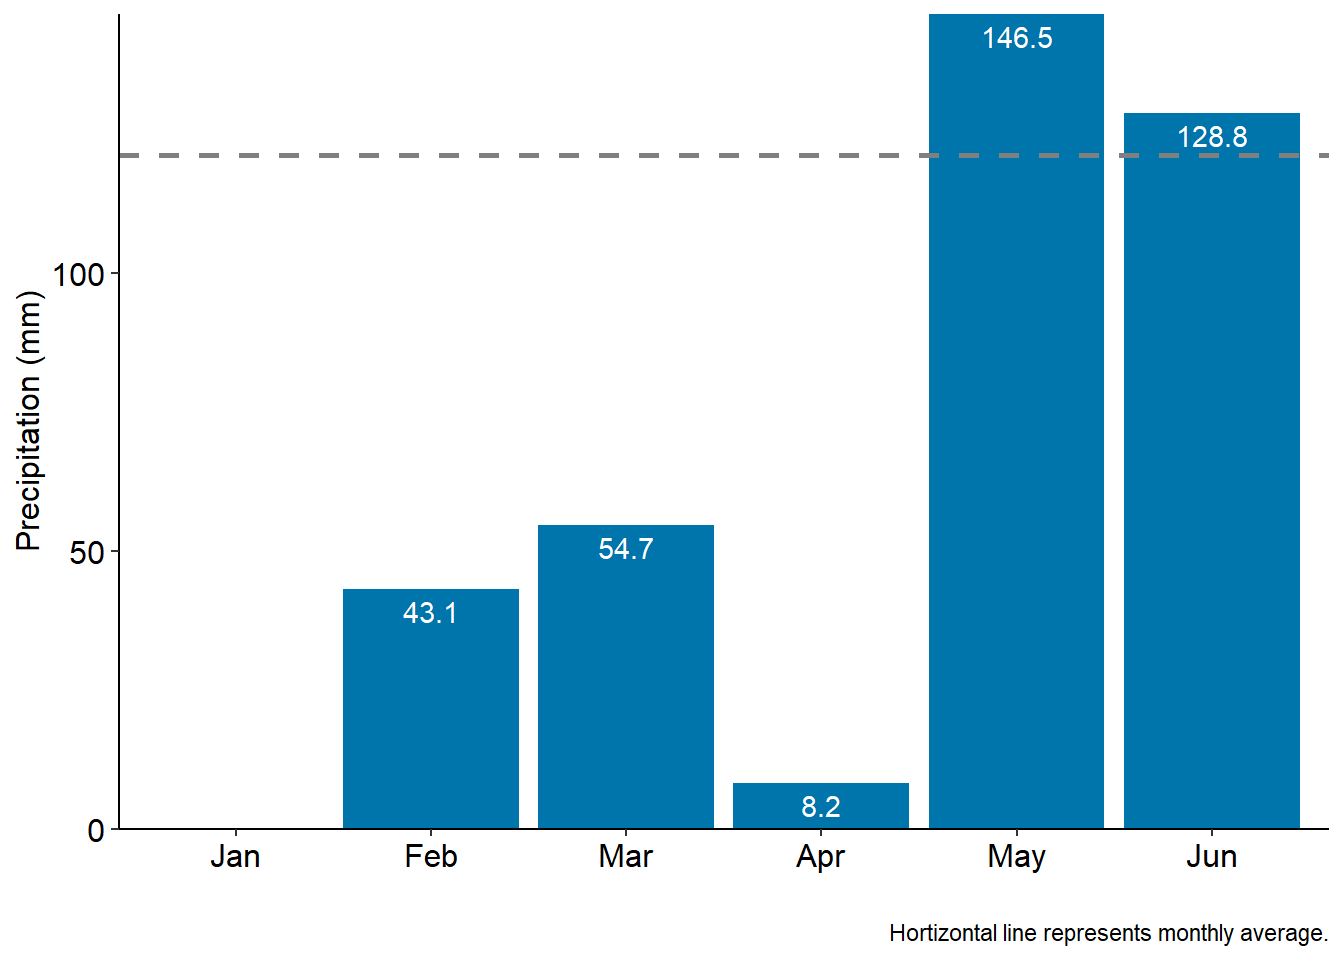 Precipitation (mm)
100
50
0
146.5
128.8
54.7
43.1
8.2
Jan Feb Mar Apr May Jun
Hortizontal line represents monthly average.